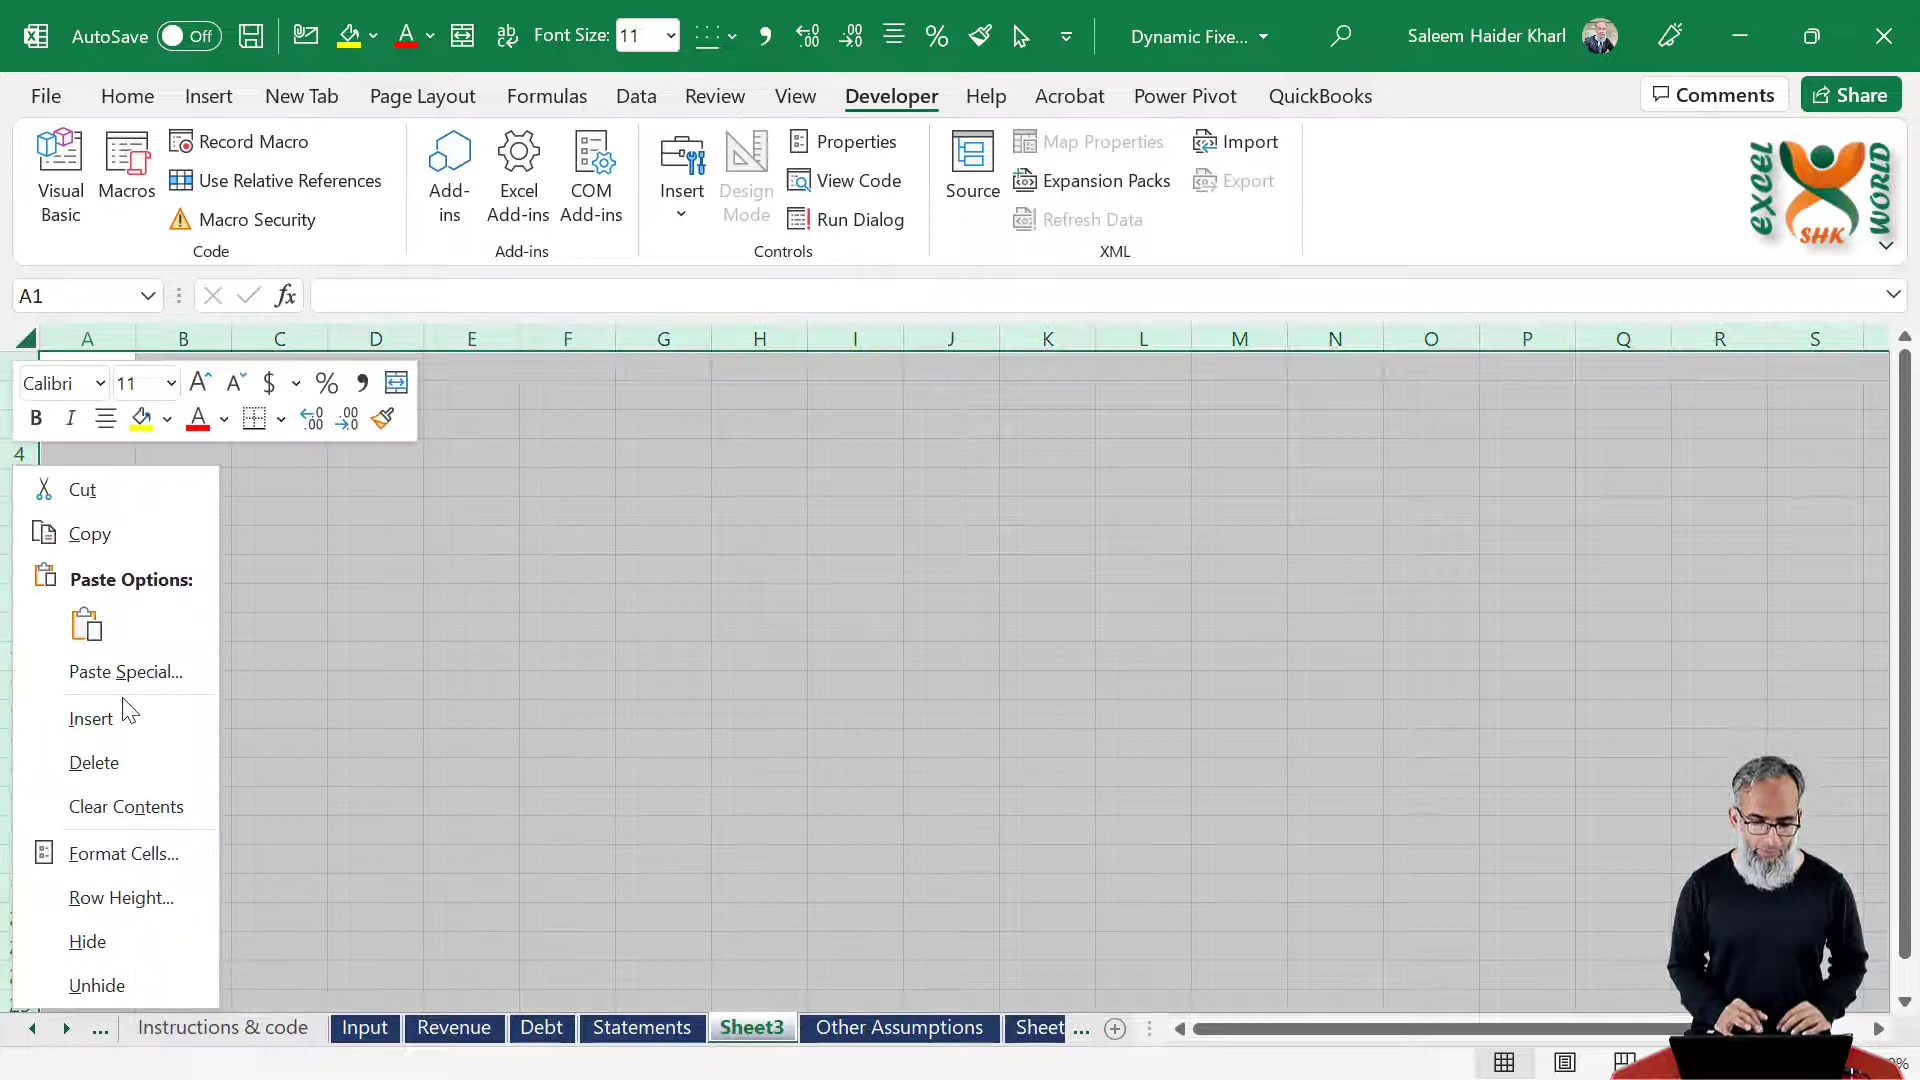 AutoSave Off Font Size: 11 Dynamic Fixe... Saleem Haider Kharl
File Home Insert New Tab Page Layout Formulas Data Review View Developer Help Acrobat Power Pivot QuickBooks Comments Share
Visual Basic
Macros
Record Macro
Use Relative References
Macro Security
Code
Add-ins
Excel Add-ins
COM Add-ins
Add-ins
Insert
Design Mode
Properties
View Code
Run Dialog
Controls
Source
Map Properties
Expansion Packs
Refresh Data
Import
Export
XML
EXCEL
WORLD
SHK
A1 fx
A B C D E F G H I J K L M N O P Q R S
Calibri 11 A A $ % 9
B I A
4
Cut
Copy
Paste Options:
Paste Special...
Insert
Delete
Clear Contents
Format Cells...
Row Height...
Hide
Unhide
... Instructions & code Input Revenue Debt Statements Sheet3 Other Assumptions Sheet ...